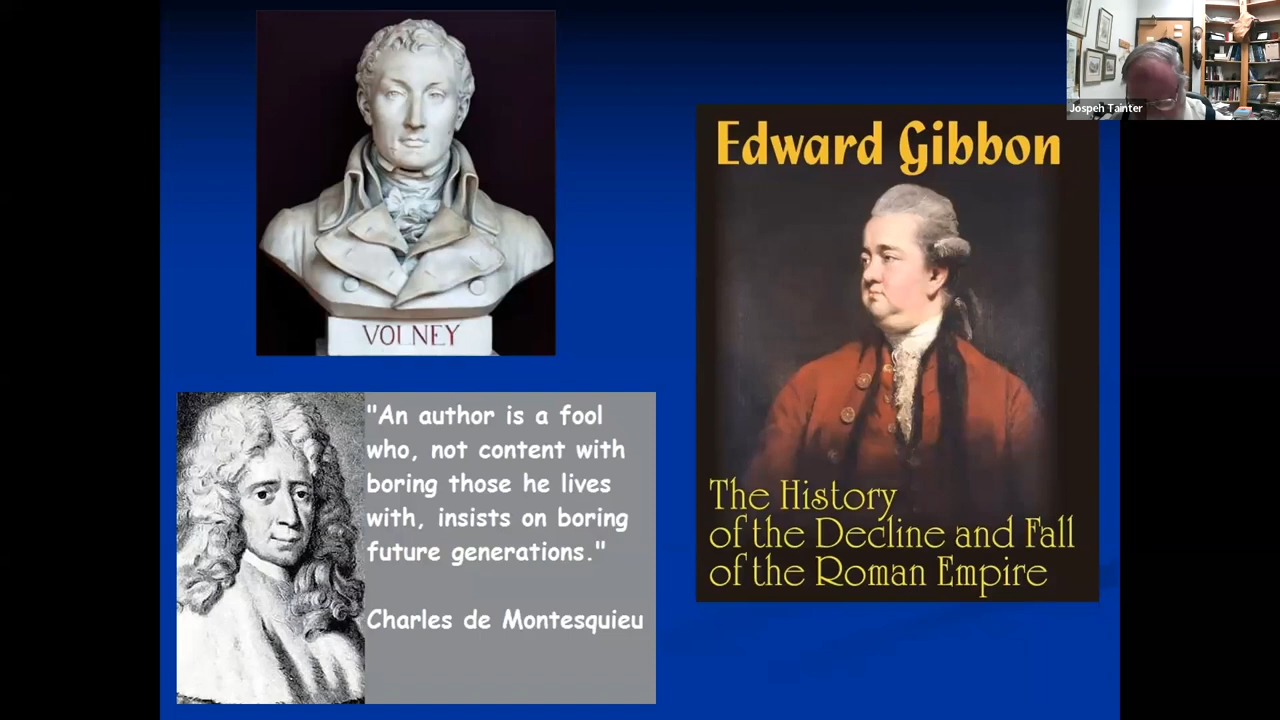 VOLNEY
"An author is a fool
who, not content with
boring those he lives
with, insists on boring
future generations."
Charles de Montesquieu
Edward Gibbon
The History
of the Decline and Fall
of the Roman Empire
Jospeh Tainter